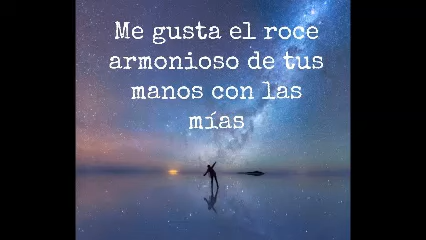 Me gusta el roce
armonioso de tus
manos con las
mías